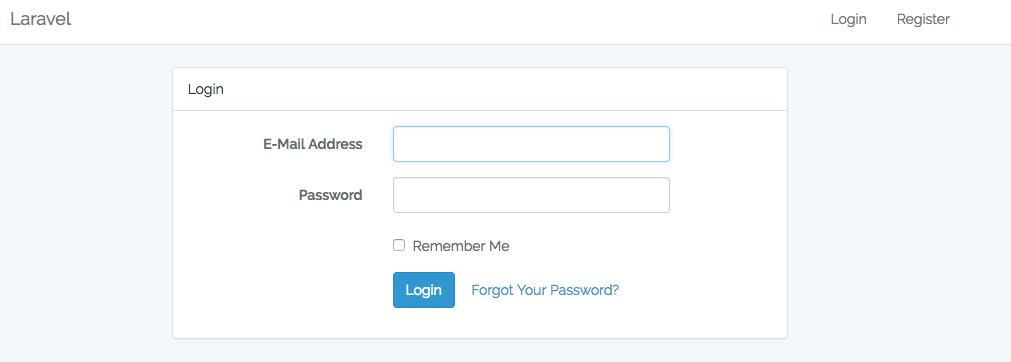 Laravel Login Register
Login
E-Mail Address
Password
Remember Me
Login Forgot Your Password?